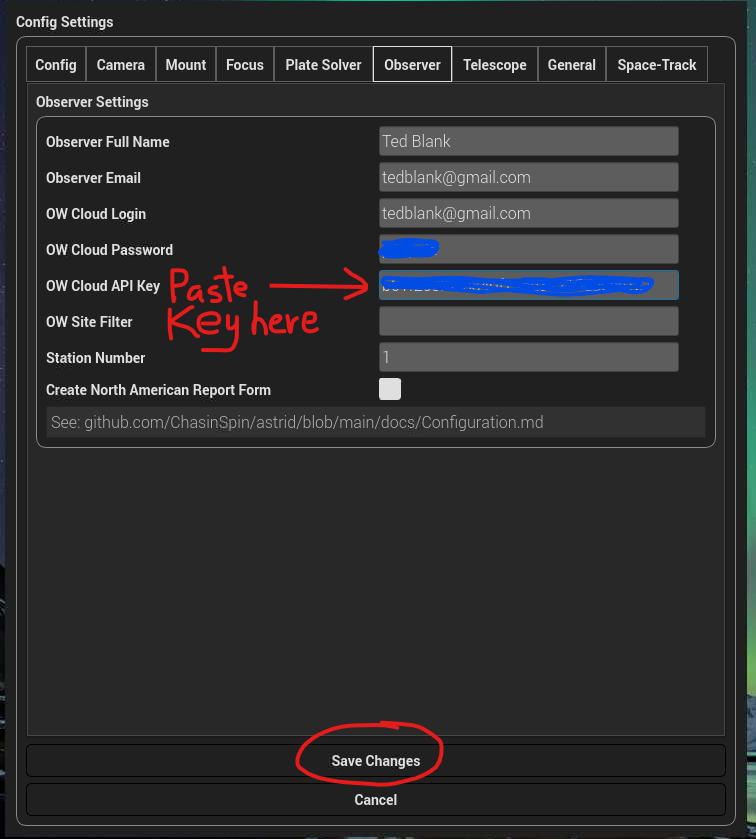 Config Settings
Config Camera Mount Focus Plate Solver Observer Telescope General Space-Track
Observer Settings
Observer Full Name Ted Blank
Observer Email tedblank@gmail.com
OW Cloud Login tedblank@gmail.com
OW Cloud Password
OW Cloud API Key Paste
OW Site Filter Key here
Station Number 1
Create North American Report Form
See: github.com/ChasinSpin/astrid/blob/main/docs/Configuration.md
Save Changes
Cancel